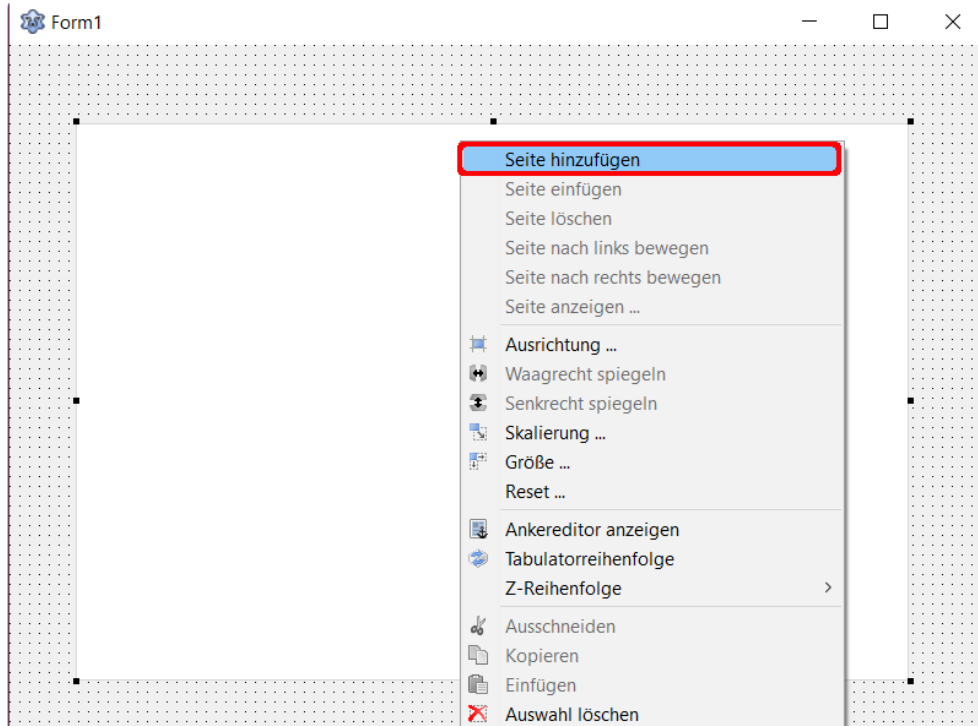 Form1
Seite hinzufügen
Seite einfügen
Seite löschen
Seite nach links bewegen
Seite nach rechts bewegen
Seite anzeigen ...
Ausrichtung ...
Waagrecht spiegeln
Senkrecht spiegeln
Skalierung ...
Größe ...
Reset ...
Ankereditor anzeigen
Tabulatorreihenfolge
Z-Reihenfolge
Ausschneiden
Kopieren
Einfügen
Auswahl löschen